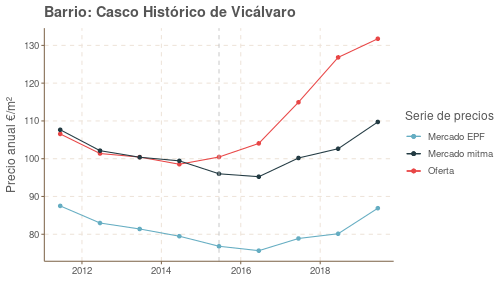 Barrio: Casco Histórico de Vicálvaro
Precio anual €/m²
130
120
110
100
90
80
2012
2014
2016
2018
Serie de precios
Mercado EPF
Mercado mitma
Oferta